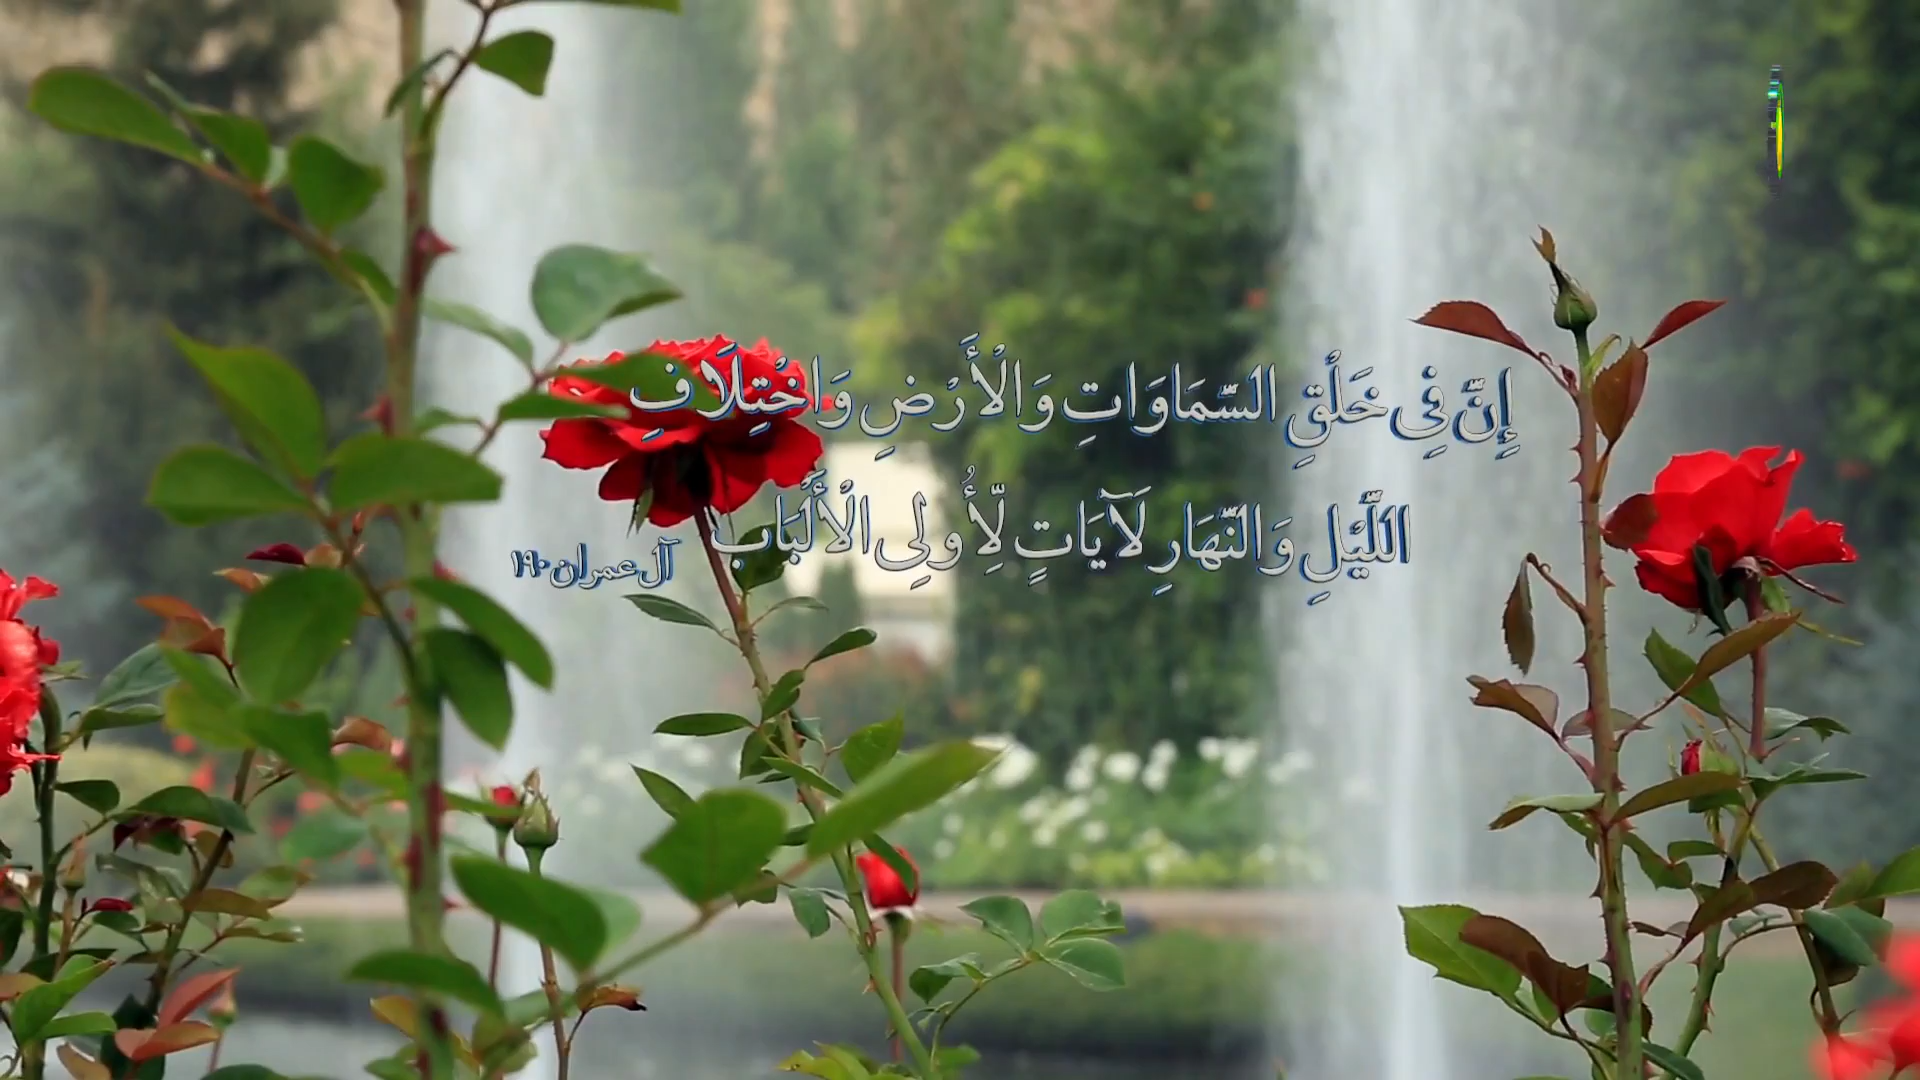 إِنَّ فِي خَلْقِ السَّمَاوَاتِ وَالْأَرْضِ وَاخْتِلَافِ
اللَّيْلِ وَالنَّهَارِ لَآيَاتٍ لِّأُولِي الْأَلْبَابِ
آل عمران ١٩٠